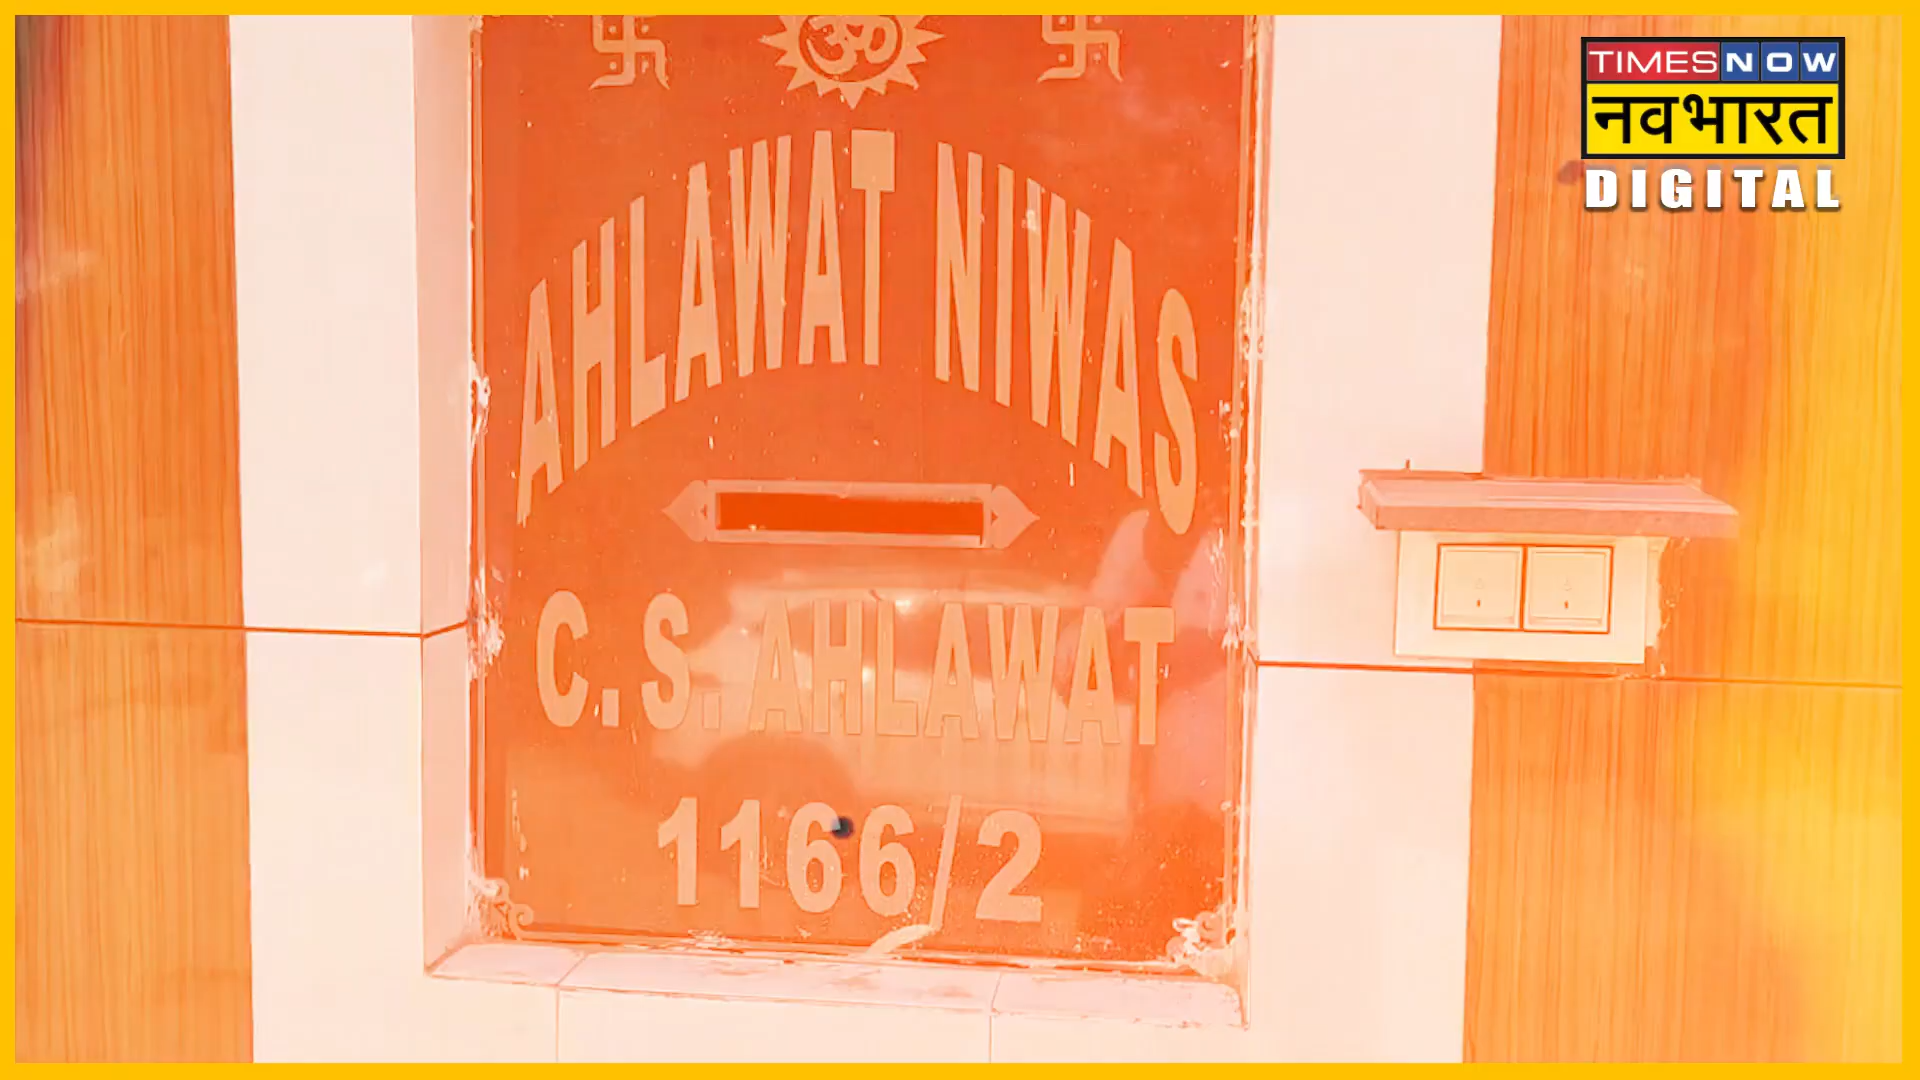 TIMES NOW
नवभारत
DIGITAL
ॐ
AHLAWAT NIWAS
C. S. AHLAWAT
1166/2